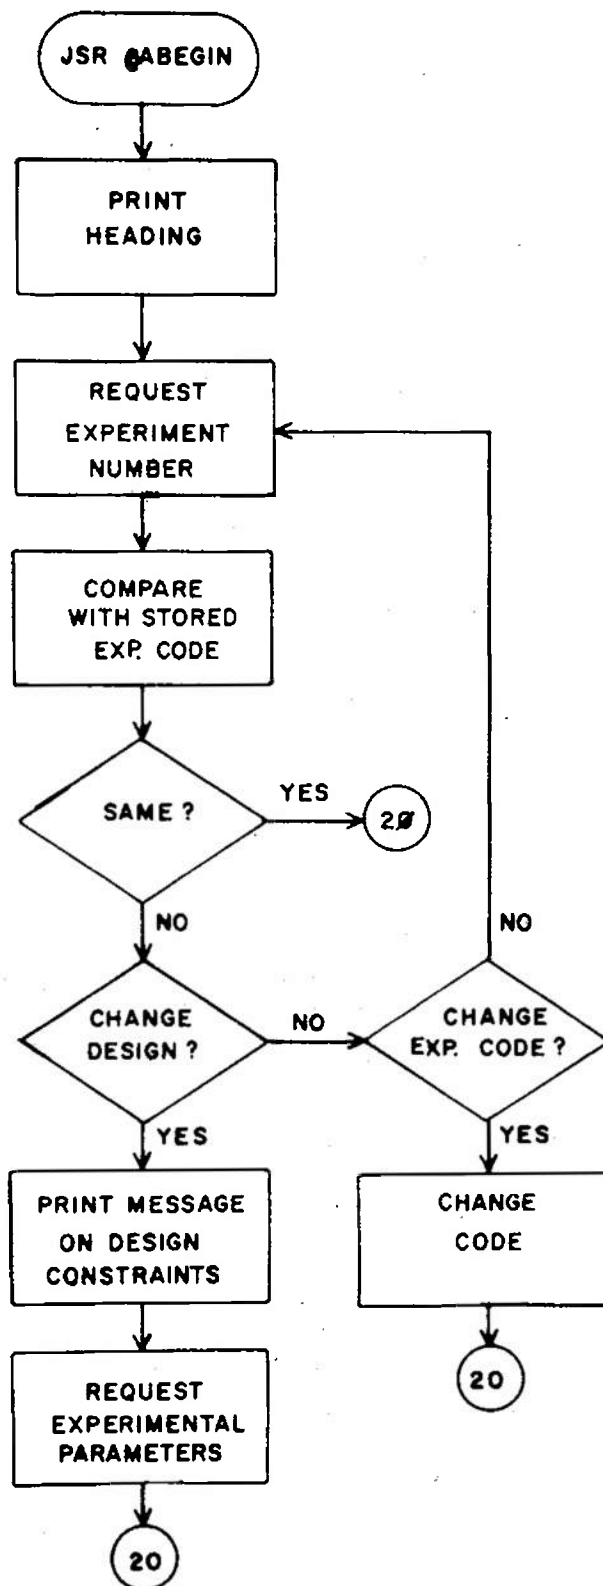 JSR @ABEGIN
PRINT
HEADING
REQUEST
EXPERIMENT
NUMBER
COMPARE
WITH STORED
EXP. CODE
SAME ?
YES
20
NO
CHANGE
DESIGN ?
NO
CHANGE
EXP. CODE ?
NO
YES
PRINT MESSAGE
ON DESIGN
CONSTRAINTS
YES
CHANGE
CODE
REQUEST
EXPERIMENTAL
PARAMETERS
20
20